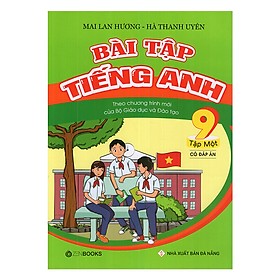 MAI LAN HƯƠNG - HÀ THANH UYÊN
BÀI TẬP
TIẾNG ANH
Theo chương trình mới
của Bộ Giáo dục và Đào tạo
9
Tập Một
CÓ ĐÁP ÁN
ZENBOOKS
NHÀ XUẤT BẢN ĐÀ NẴNG